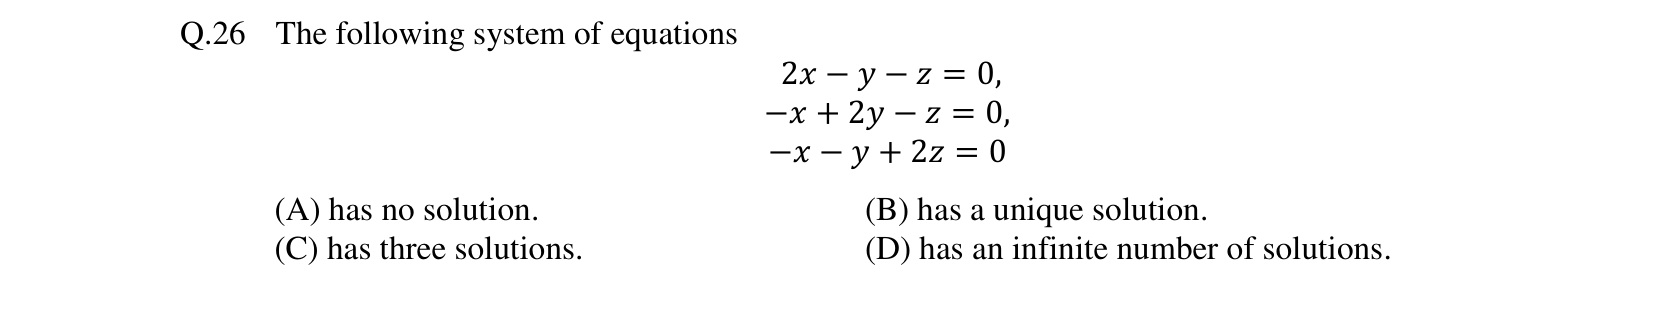 Q.26 The following system of equations
2x − y − z = 0,
−x + 2y − z = 0,
−x − y + 2z = 0
(A) has no solution. (B) has a unique solution.
(C) has three solutions. (D) has an infinite number of solutions.